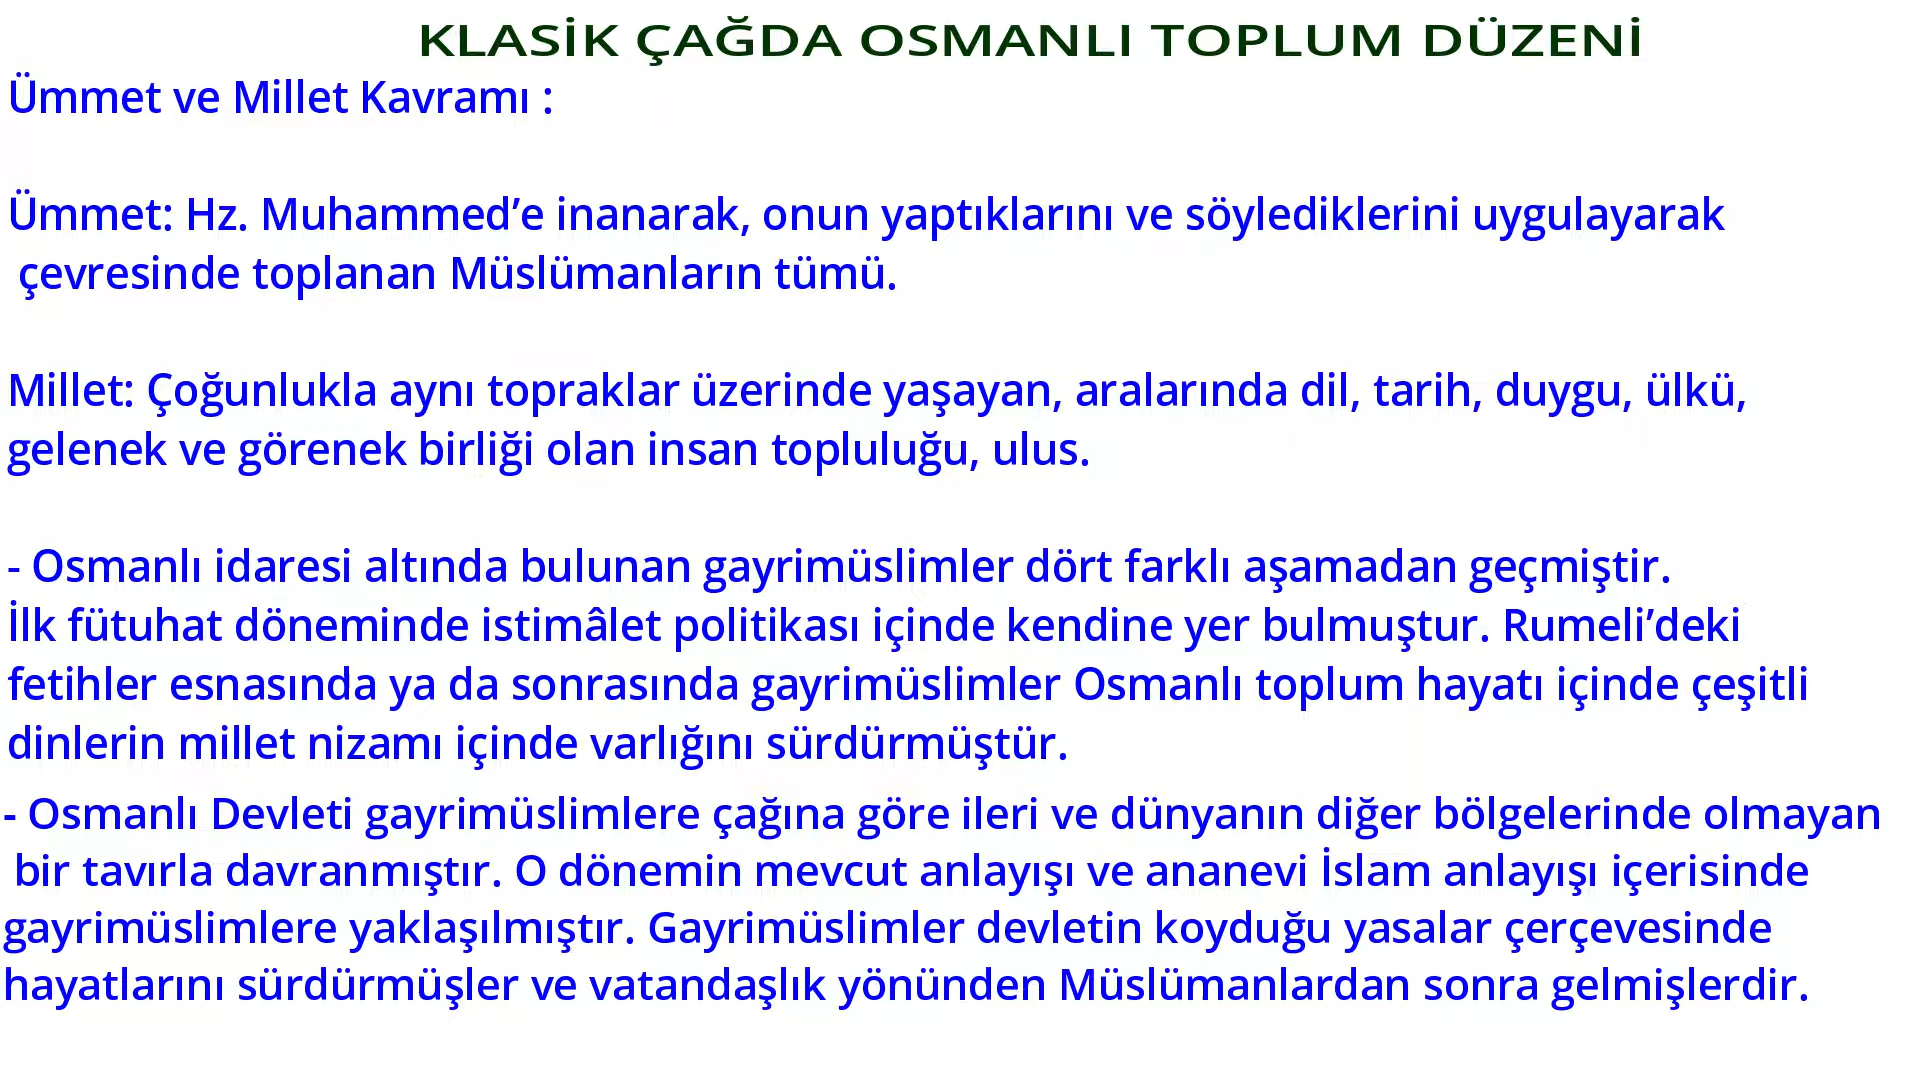 KLASİK ÇAĞDA OSMANLI TOPLUM DÜZENİ
Ümmet ve Millet Kavramı :
Ümmet: Hz. Muhammed’e inanarak, onun yaptıklarını ve söylediklerini uygulayarak
çevresinde toplanan Müslümanların tümü.
Millet: Çoğunlukla aynı topraklar üzerinde yaşayan, aralarında dil, tarih, duygu, ülkü,
gelenek ve görenek birliği olan insan topluluğu, ulus.
- Osmanlı idaresi altında bulunan gayrimüslimler dört farklı aşamadan geçmiştir.
İlk fütuhat döneminde istimâlet politikası içinde kendine yer bulmuştur. Rumeli’deki
fetihler esnasında ya da sonrasında gayrimüslimler Osmanlı toplum hayatı içinde çeşitli
dinlerin millet nizamı içinde varlığını sürdürmüştür.
- Osmanlı Devleti gayrimüslimlere çağına göre ileri ve dünyanın diğer bölgelerinde olmayan
bir tavırla davranmıştır. O dönemin mevcut anlayışı ve ananevi İslam anlayışı içerisinde
gayrimüslimlere yaklaşılmıştır. Gayrimüslimler devletin koyduğu yasalar çerçevesinde
hayatlarını sürdürmüşler ve vatandaşlık yönünden Müslümanlardan sonra gelmişlerdir.